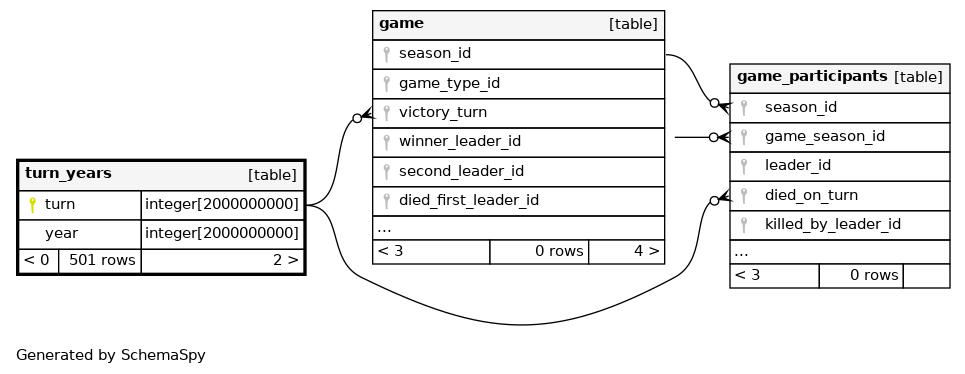 turn_years [table]
turn integer[2000000000]
year integer[2000000000]
< 0 501 rows 2 >
game [table]
season_id
game_type_id
victory_turn
winner_leader_id
second_leader_id
died_first_leader_id
...
< 3 0 rows 4 >
game_participants [table]
season_id
game_season_id
leader_id
died_on_turn
killed_by_leader_id
...
< 3 0 rows
Generated by SchemaSpy